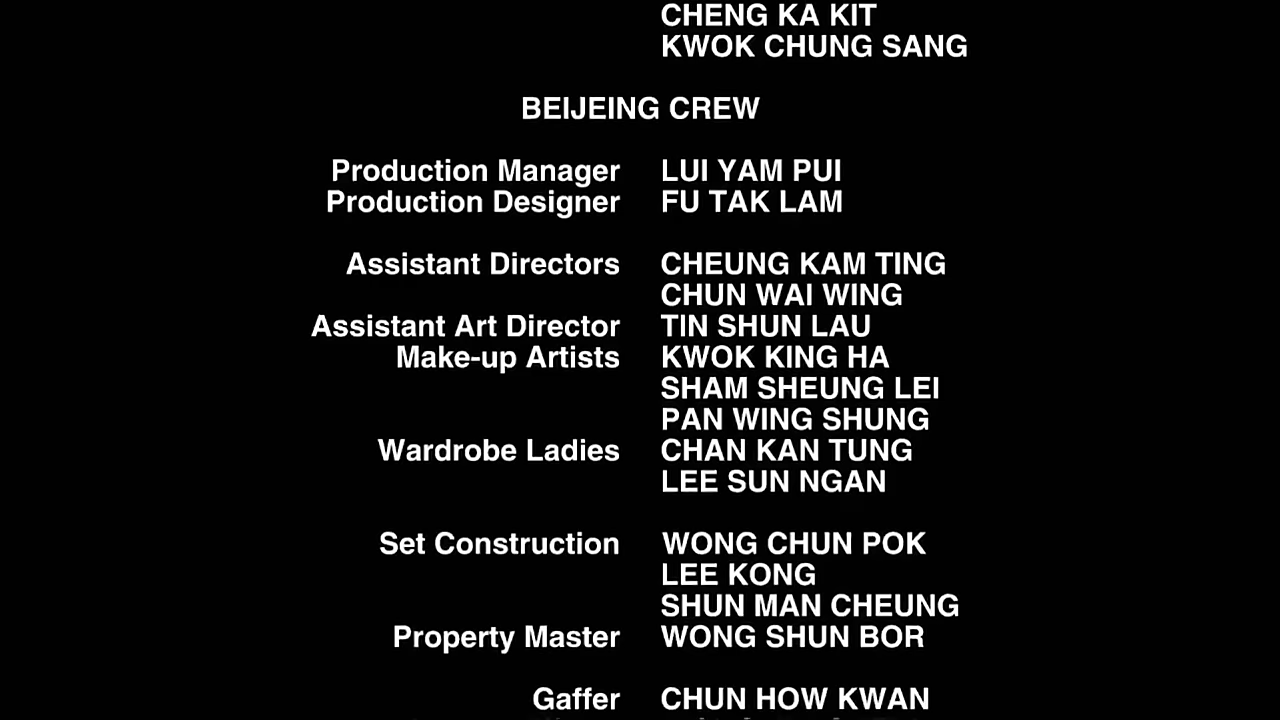 CHENG KA KIT
KWOK CHUNG SANG
BEIJEING CREW
Production Manager LUI YAM PUI
Production Designer FU TAK LAM
Assistant Directors CHEUNG KAM TING
CHUN WAI WING
Assistant Art Director TIN SHUN LAU
Make-up Artists KWOK KING HA
SHAM SHEUNG LEI
PAN WING SHUNG
Wardrobe Ladies CHAN KAN TUNG
LEE SUN NGAN
Set Construction WONG CHUN POK
LEE KONG
SHUN MAN CHEUNG
Property Master WONG SHUN BOR
Gaffer CHUN HOW KWAN